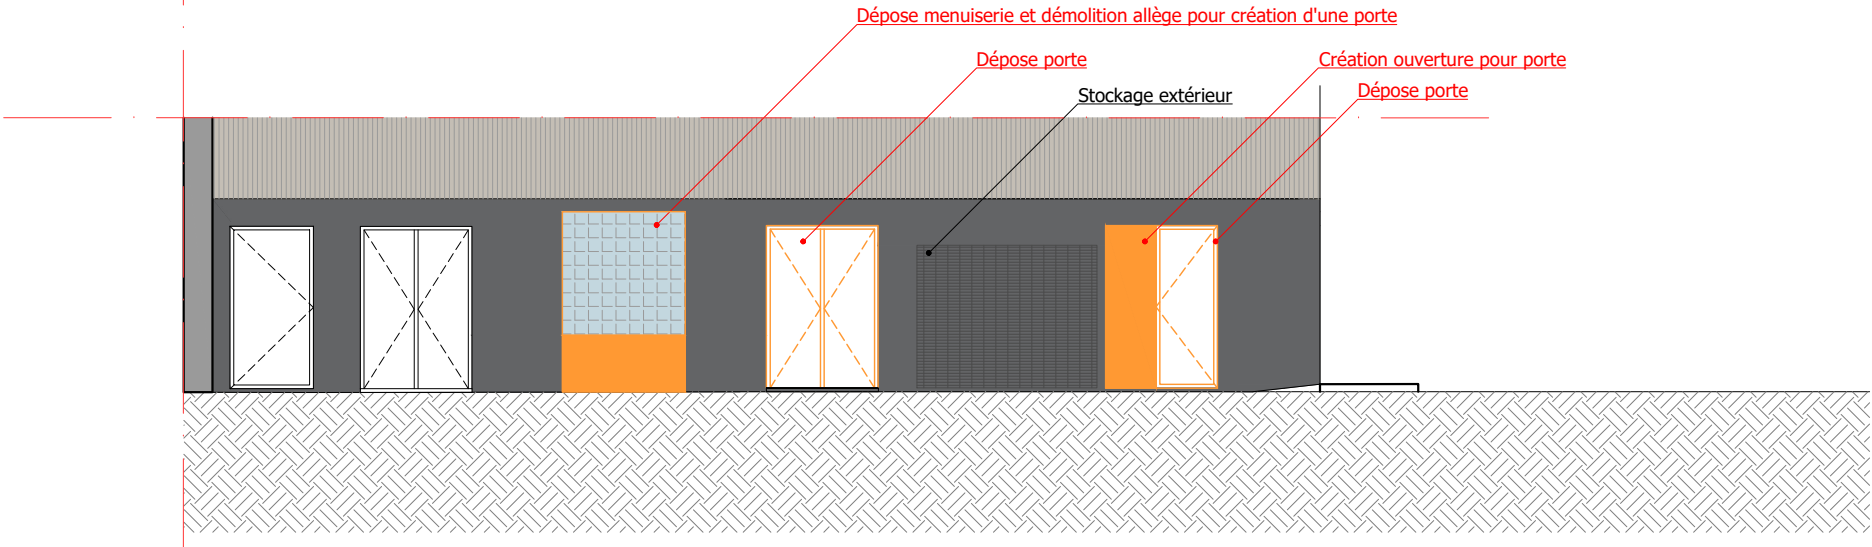 Dépose menuiserie et démolition allège pour création d'une porte
Dépose porte
Création ouverture pour porte
Dépose porte
Stockage extérieur